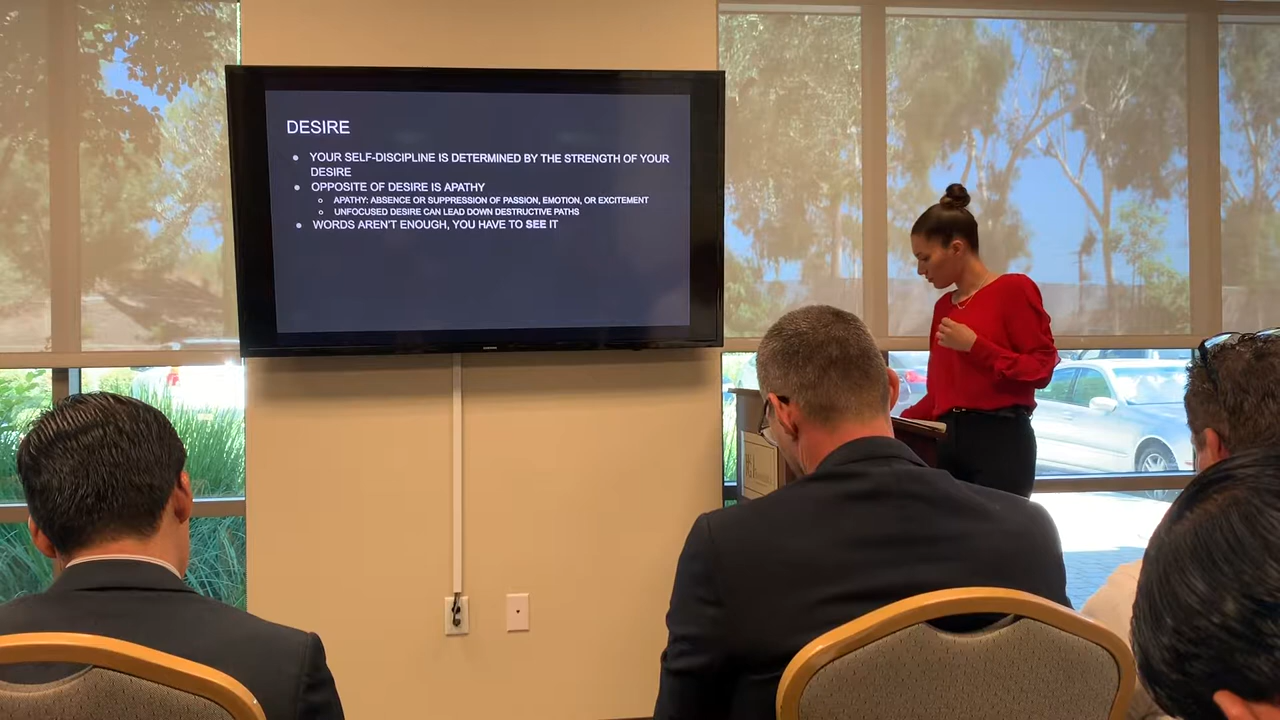 DESIRE
● YOUR SELF-DISCIPLINE IS DETERMINED BY THE STRENGTH OF YOUR
DESIRE
● OPPOSITE OF DESIRE IS APATHY
○ APATHY: ABSENCE OR SUPPRESSION OF PASSION, EMOTION, OR EXCITEMENT
○ UNFOCUSED DESIRE CAN LEAD DOWN DESTRUCTIVE PATHS
● WORDS AREN'T ENOUGH, YOU HAVE TO SEE IT
SAMSUNG